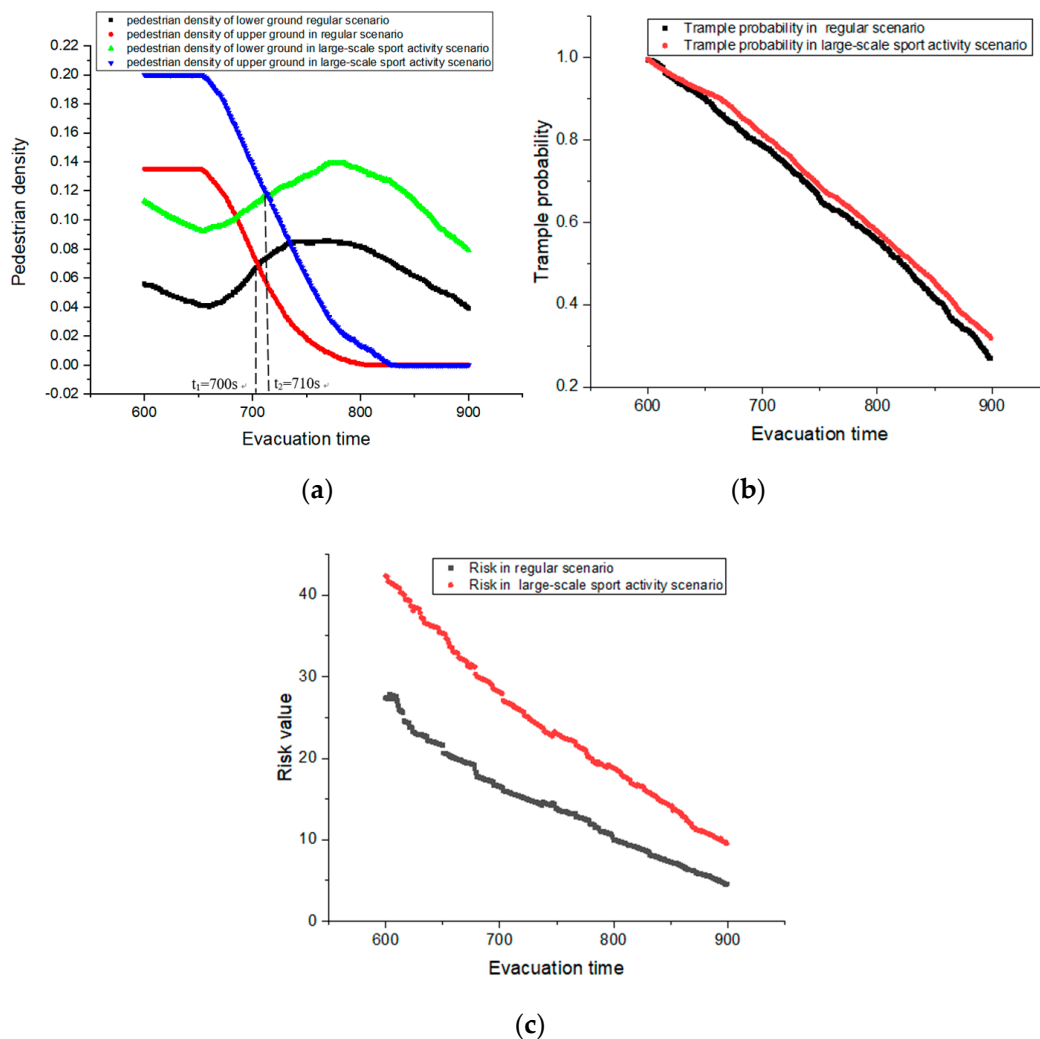 pedestrian density of lower ground regular scenario
pedestrian density of upper ground in regular scenario
pedestrian density of lower ground in large-scale sport activity scenario
pedestrian density of upper ground in large-scale sport activity scenario
0.22
0.20
0.18
0.16
0.14
0.12
0.10
0.08
0.06
0.04
0.02
0.00
-0.02
Pedestrian density
t₁=700s
t₂=710s
600
700
800
900
Evacuation time
(a)
Trample probability in regular scenario
Trample probability in large-scale sport activity scenario
1.0
0.8
0.6
0.4
0.2
Trample probability
600
700
800
900
Evacuation time
(b)
Risk in regular scenario
Risk in large-scale sport activity scenario
40
30
20
10
0
Risk value
600
700
800
900
Evacuation time
(c)